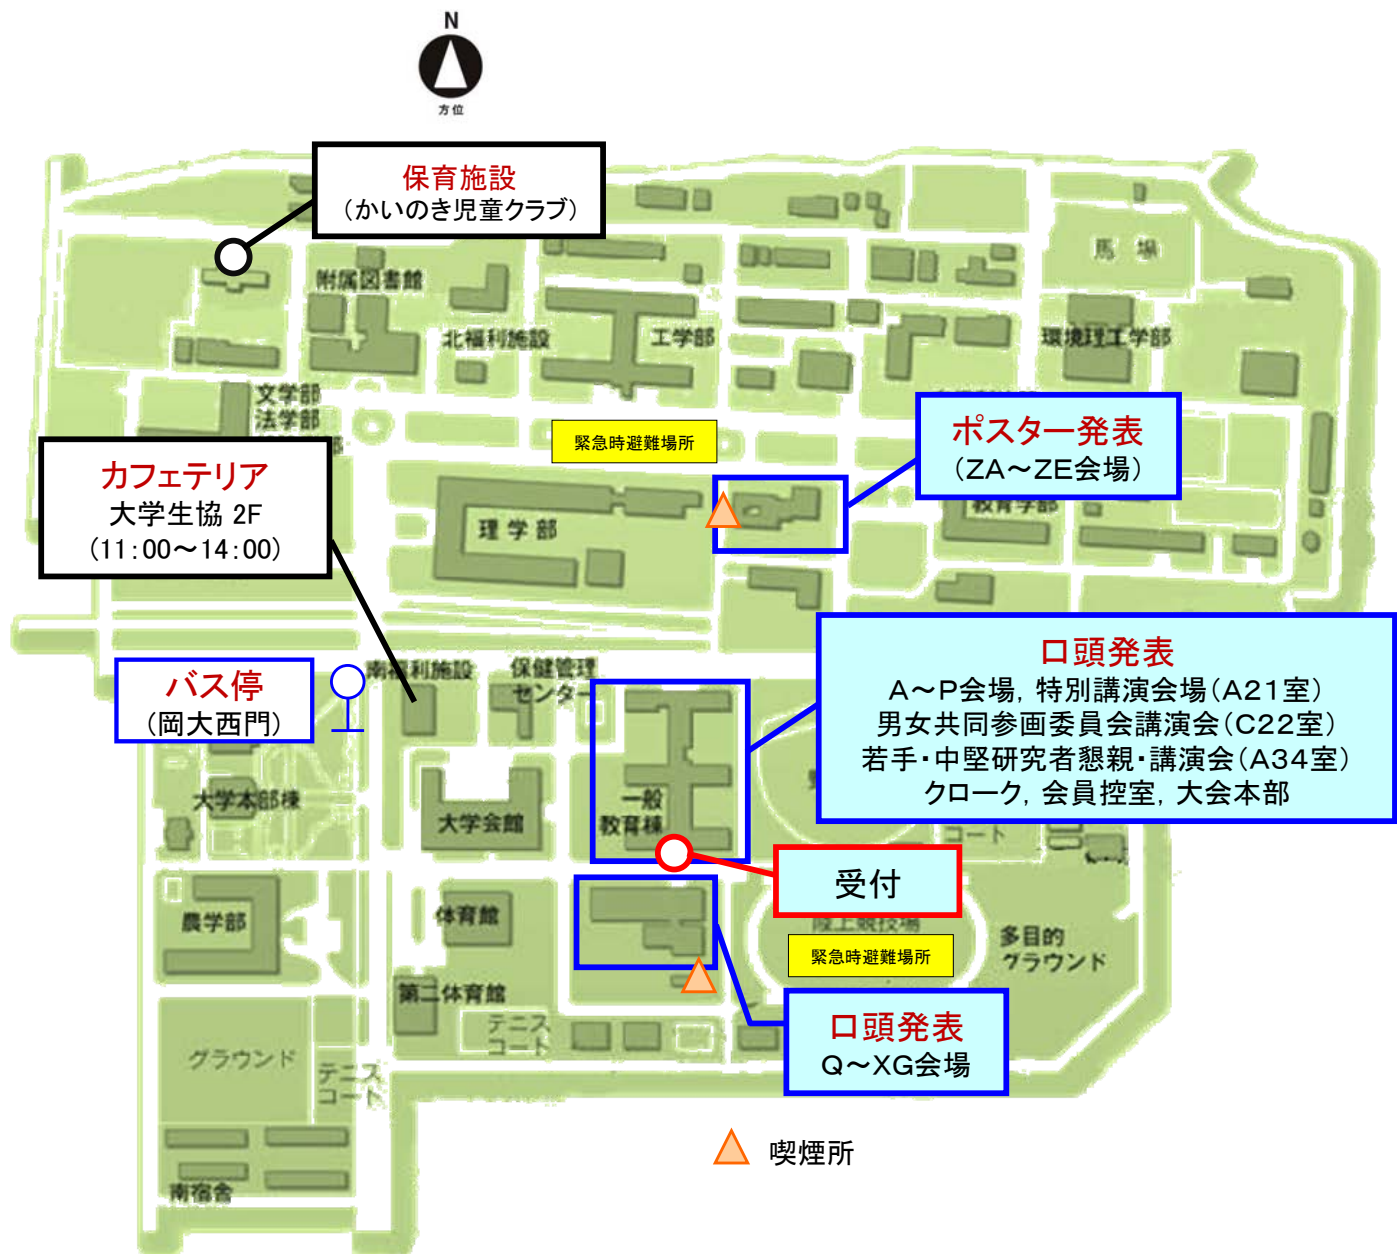 N
方位
保育施設
(かいのき児童クラブ)
馬場
附属図書館
北福利施設
工学部
環境理工学部
文学部
法学部
緊急時避難場所
ポスター発表
(ZA～ZE会場)
カフェテリア
大学生協 2F
(11:00～14:00)
理学部
教育学部
口頭発表
A～P会場, 特別講演会場(A21室)
男女共同参画委員会講演会(C22室)
若手・中堅研究者懇親・講演会(A34室)
クローク, 会員控室, 大会本部
バス停
(岡大西門)
南福利施設
保健管理
センター
大学本部棟
大学会館
一般
教育棟
コート
受付
農学部
体育館
陸上競技場
緊急時避難場所
多目的
グラウンド
第二体育館
テニス
コート
口頭発表
Q～XG会場
グラウンド
テニス
コート
喫煙所
南宿舎